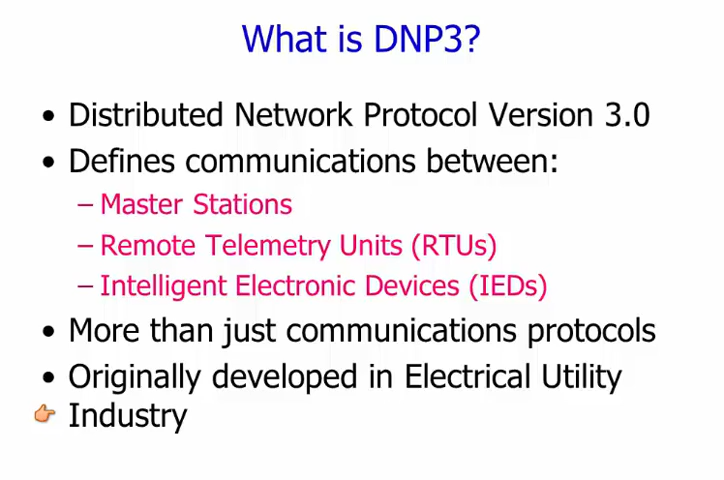 What is DNP3?
• Distributed Network Protocol Version 3.0
• Defines communications between:
– Master Stations
– Remote Telemetry Units (RTUs)
– Intelligent Electronic Devices (IEDs)
• More than just communications protocols
• Originally developed in Electrical Utility
Industry